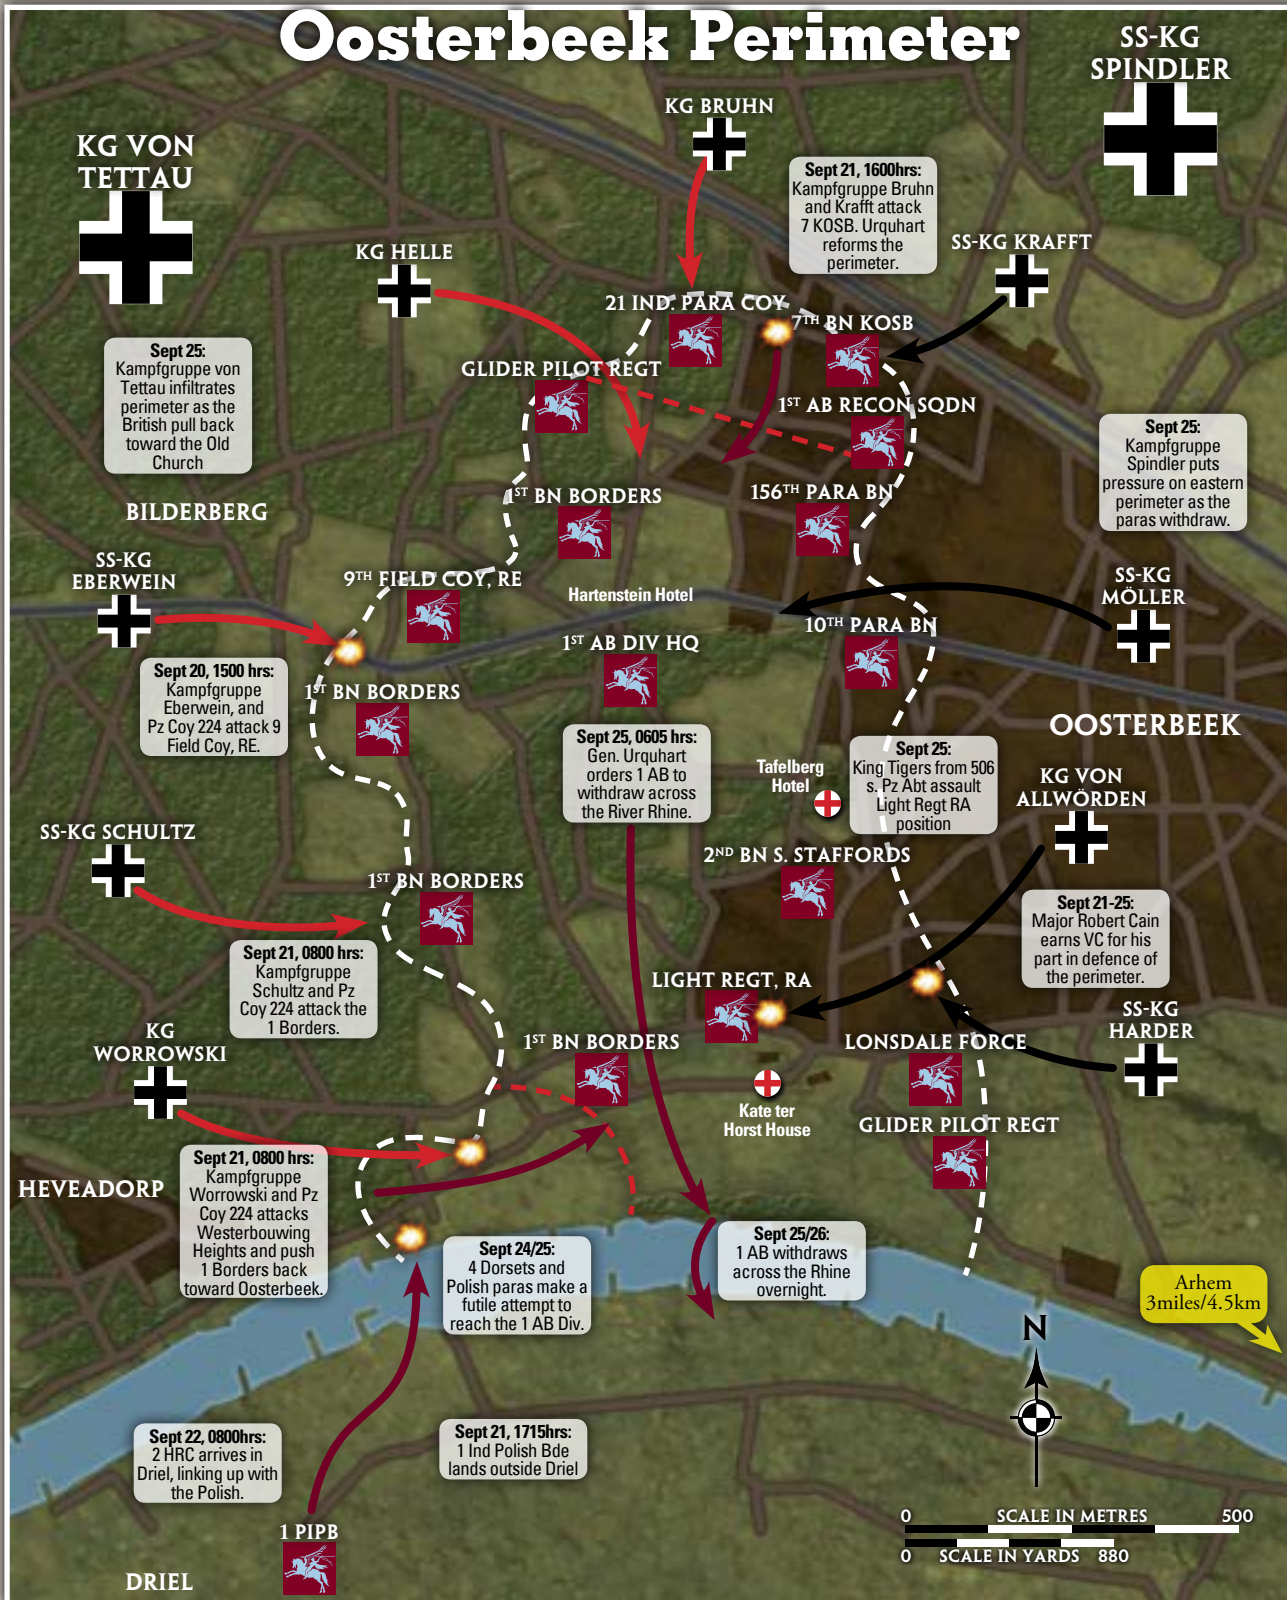 Oosterbeek Perimeter
SS-KG
SPINDLER
KG BRUHN
KG VON
TETTAU
Sept 21, 1600hrs:
Kampfgruppe Bruhn
and Krafft attack
7 KOSB. Urquhart
reforms the
perimeter.
KG HELLE
SS-KG KRAFFT
21 IND. PARA COY
7TH BN KOSB
Sept 25:
Kampfgruppe von
Tettau infiltrates
perimeter as the
British pull back
toward the Old
Church
GLIDER PILOT REGT
1ST AB RECON SQDN
Sept 25:
Kampfgruppe
Spindler puts
pressure on eastern
perimeter as the
paras withdraw.
1ST BN BORDERS
156TH PARA BN
BILDERBERG
SS-KG
EBERWEIN
9TH FIELD COY, RE
Hartenstein Hotel
SS-KG
MÖLLER
1ST AB DIV HQ
10TH PARA BN
Sept 20, 1500 hrs:
Kampfgruppe
Eberwein, and
Pz Coy 224 attack 9
Field Coy, RE.
1ST BN BORDERS
OOSTERBEEK
Sept 25, 0605 hrs:
Gen. Urquhart
orders 1 AB to
withdraw across
the River Rhine.
Tafelberg
Hotel
Sept 25:
King Tigers from 506
s. Pz Abt assault
Light Regt RA
position
KG VON
ALLWÖRDEN
SS-KG SCHULTZ
2ND BN S. STAFFORDS
1ST BN BORDERS
Sept 21-25:
Major Robert Cain
earns VC for his
part in defence of
the perimeter.
Sept 21, 0800 hrs:
Kampfgruppe
Schultz and Pz
Coy 224 attack the
1 Borders.
LIGHT REGT, RA
SS-KG
HARDER
KG
WORROWSKI
1ST BN BORDERS
LONSDALE FORCE
Kate ter
Horst House
GLIDER PILOT REGT
Sept 21, 0800 hrs:
Kampfgruppe
Worrowski and Pz
Coy 224 attacks
Westerbouwing
Heights and push
1 Borders back
toward Oosterbeek.
HEVEADORP
Sept 24/25:
4 Dorsets and
Polish paras make a
futile attempt to
reach the 1 AB Div.
Sept 25/26:
1 AB withdraws
across the Rhine
overnight.
Arhem
3miles/4.5km
N
Sept 22, 0800hrs:
2 HRC arrives in
Driel, linking up with
the Polish.
Sept 21, 1715hrs:
1 Ind Polish Bde
lands outside Driel
0 SCALE IN METRES 500
0 SCALE IN YARDS 880
1 PIPB
DRIEL